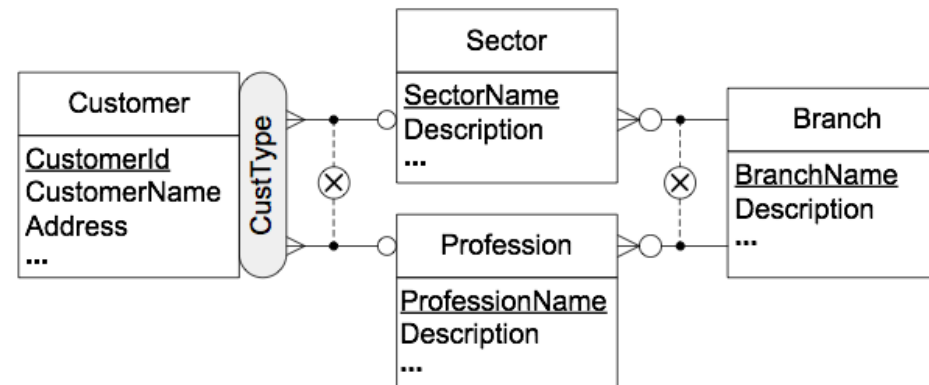 Customer
CustomerId
CustomerName
Address
...
CustType
Sector
SectorName
Description
...
Profession
ProfessionName
Description
...
Branch
BranchName
Description
...